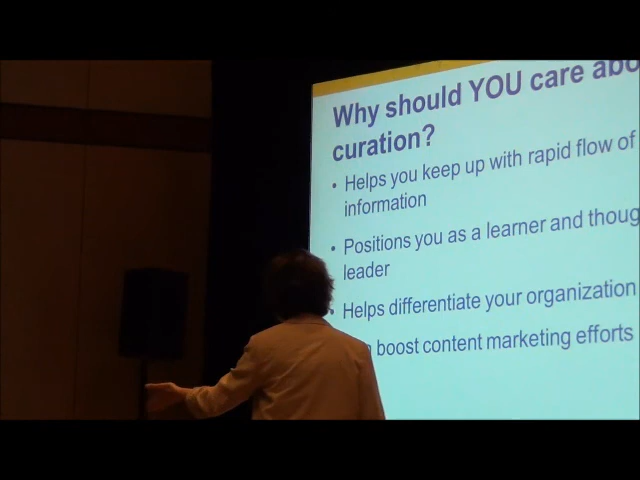 Why should YOU care abo
curation?
• Helps you keep up with rapid flow of
information
• Positions you as a learner and thoug
leader
• Helps differentiate your organization
boost content marketing efforts